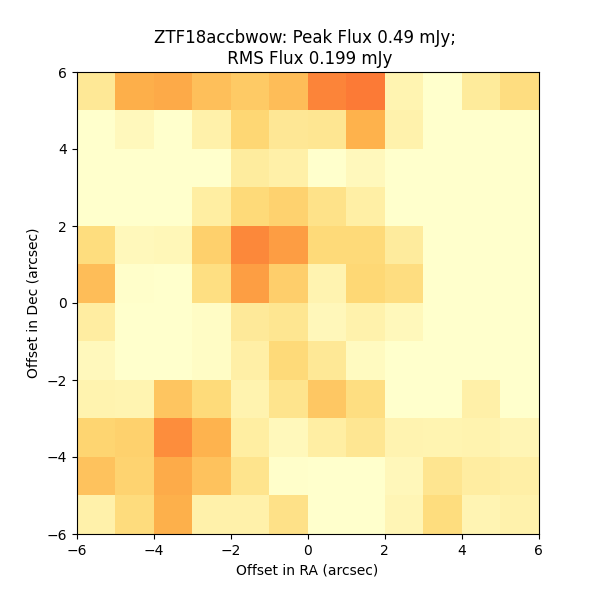 ZTF18accbwow: Peak Flux 0.49 mJy;
RMS Flux 0.199 mJy
6
4
2
0
−2
−4
−6
Offset in Dec (arcsec)
−6 −4 −2 0 2 4 6
Offset in RA (arcsec)